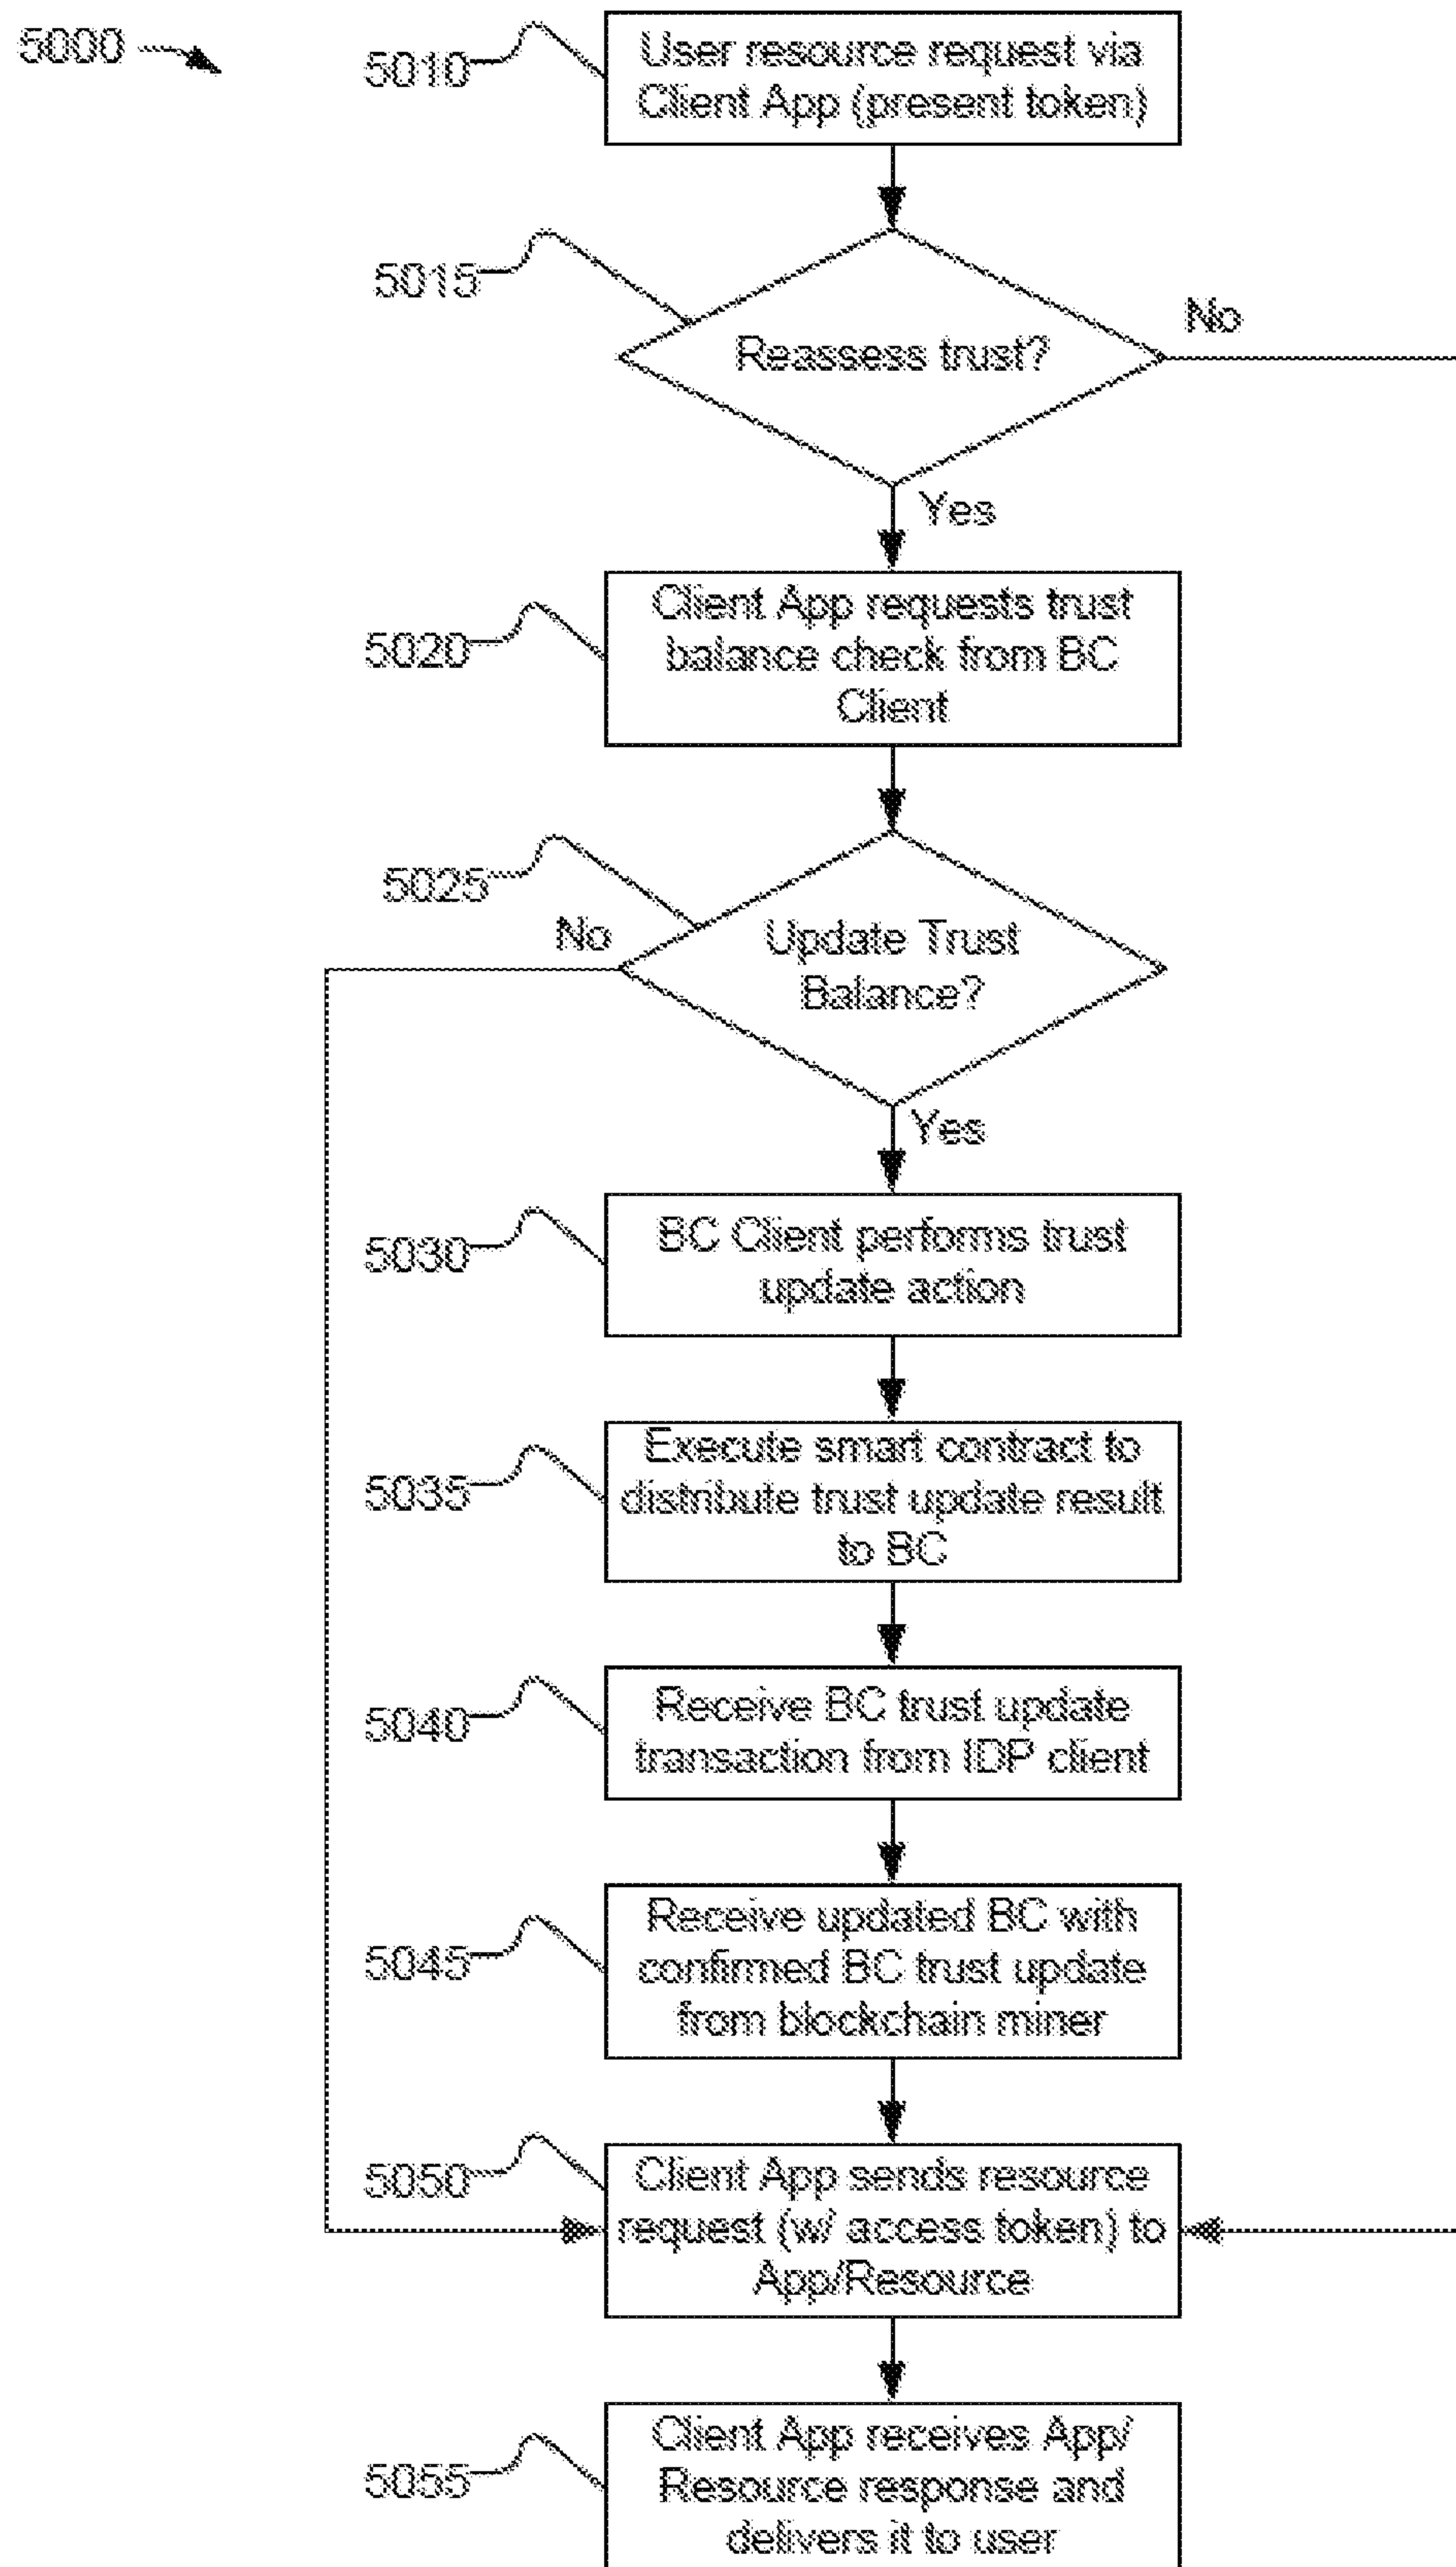 5000
5010
User resource request via
Client App (present token)
5015
Reassess trust?
No
Yes
5020
Client App requests trust
balance check from BC
Client
5025
No
Update Trust
Balance?
Yes
5030
BC Client performs trust
update action
5035
Execute smart contract to
distribute trust update result
to BC
5040
Receive BC trust update
transaction from IDP client
5045
Receive updated BC with
confirmed BC trust update
from blockchain miner
5050
Client App sends resource
request (w/ access token) to
App/Resource
5055
Client App receives App/
Resource response and
delivers it to user